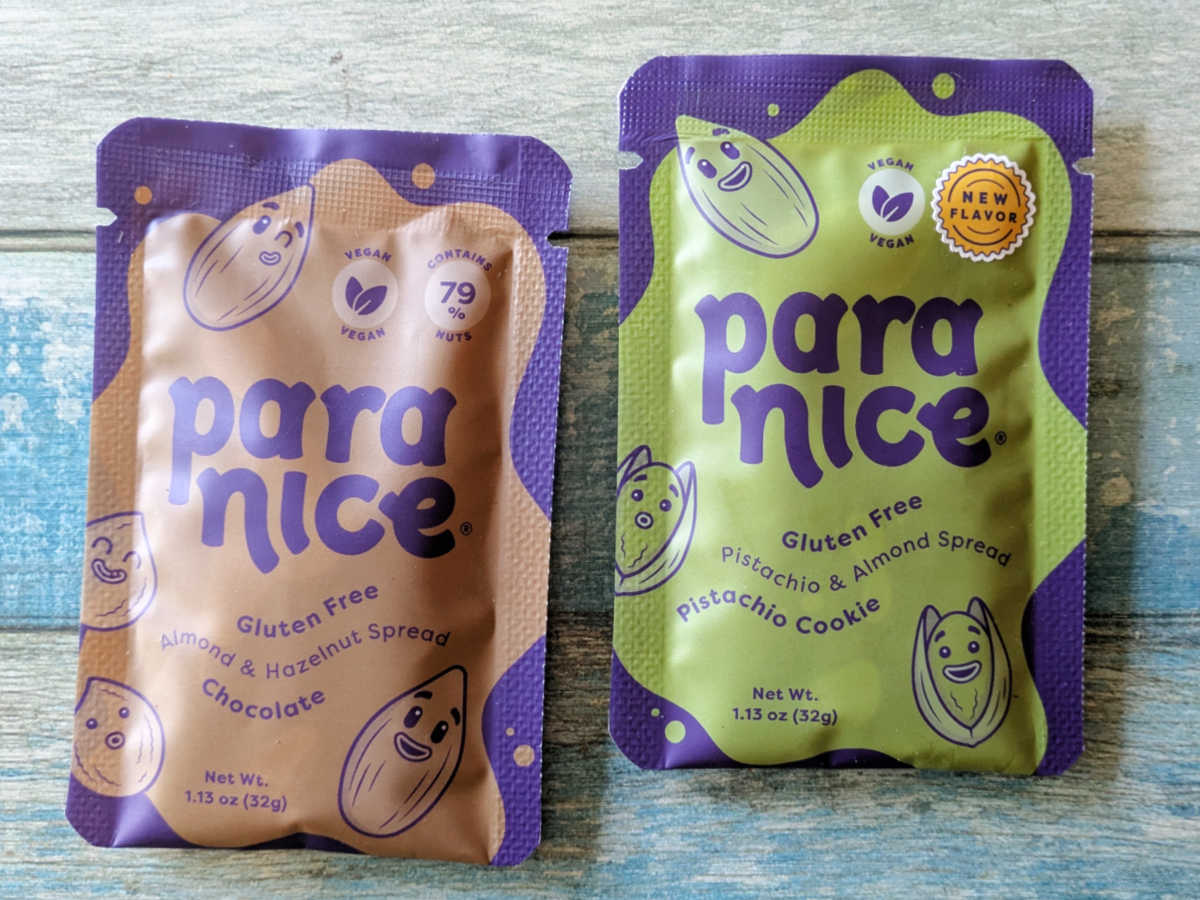 VEGAN
VEGAN
CONTAINS
79
%
NUTS
para
nice®
Gluten Free
Almond & Hazelnut Spread
Chocolate
Net Wt.
1.13 oz (32g)
VEGAN
VEGAN
NEW
FLAVOR
para
nice®
Gluten Free
Pistachio & Almond Spread
Pistachio Cookie
Net Wt.
1.13 oz (32g)